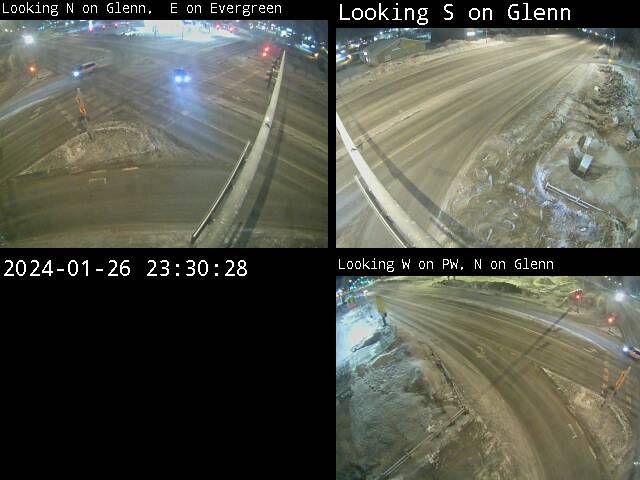 Looking N on Glenn,  E on Evergreen
Looking S on Glenn
2024-01-26 23:30:28
Looking W on PW, N on Glenn